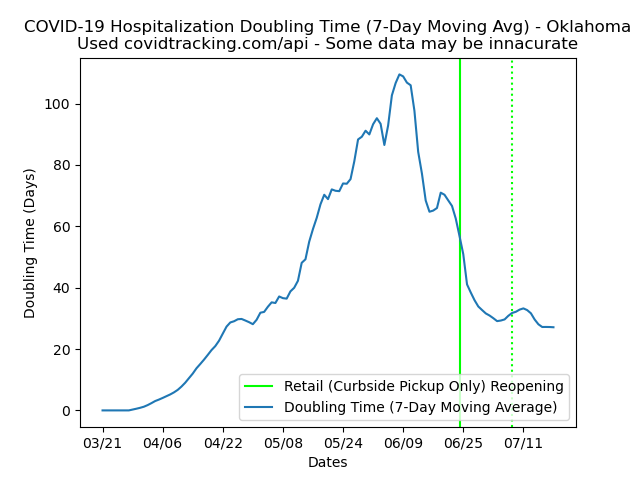 COVID-19 Hospitalization Doubling Time (7-Day Moving Avg) - Oklahoma
Used covidtracking.com/api - Some data may be innacurate
Doubling Time (Days)
100
80
60
40
20
0
Retail (Curbside Pickup Only) Reopening
Doubling Time (7-Day Moving Average)
03/21 04/06 04/22 05/08 05/24 06/09 06/25 07/11
Dates